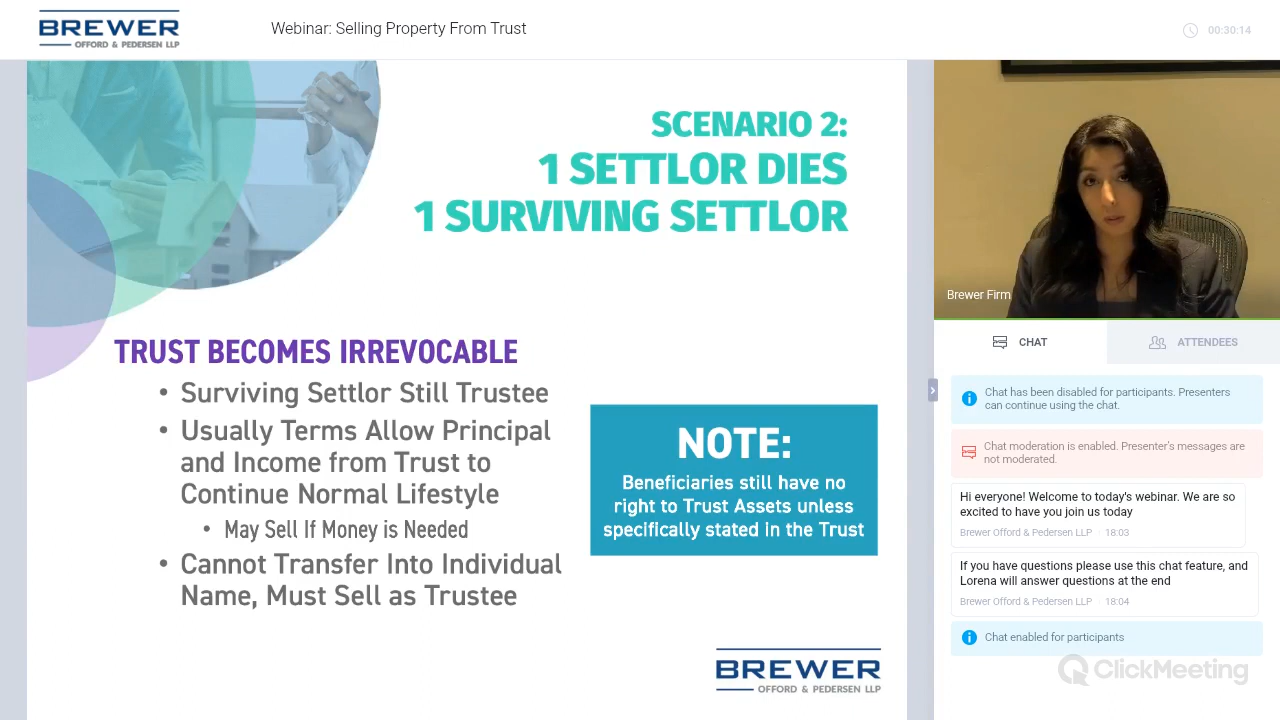 BREWER
OFFORD & PEDERSEN LLP
Webinar: Selling Property From Trust
00:30:14
SCENARIO 2:
1 SETTLOR DIES
1 SURVIVING SETTLOR
TRUST BECOMES IRREVOCABLE
• Surviving Settlor Still Trustee
• Usually Terms Allow Principal
and Income from Trust to
Continue Normal Lifestyle
• May Sell If Money is Needed
• Cannot Transfer Into Individual
Name, Must Sell as Trustee
NOTE:
Beneficiaries still have no
right to Trust Assets unless
specifically stated in the Trust
BREWER
OFFORD & PEDERSEN LLP
Brewer Firm
CHAT
ATTENDEES
Chat has been disabled for participants. Presenters
can continue using the chat.
Chat moderation is enabled. Presenter's messages are
not moderated.
Hi everyone! Welcome to today's webinar. We are so
excited to have you join us today
Brewer Offord & Pedersen LLP · 18:03
If you have questions please use this chat feature, and
Lorena will answer questions at the end
Brewer Offord & Pedersen LLP · 18:04
Chat enabled for participants
ClickMeeting